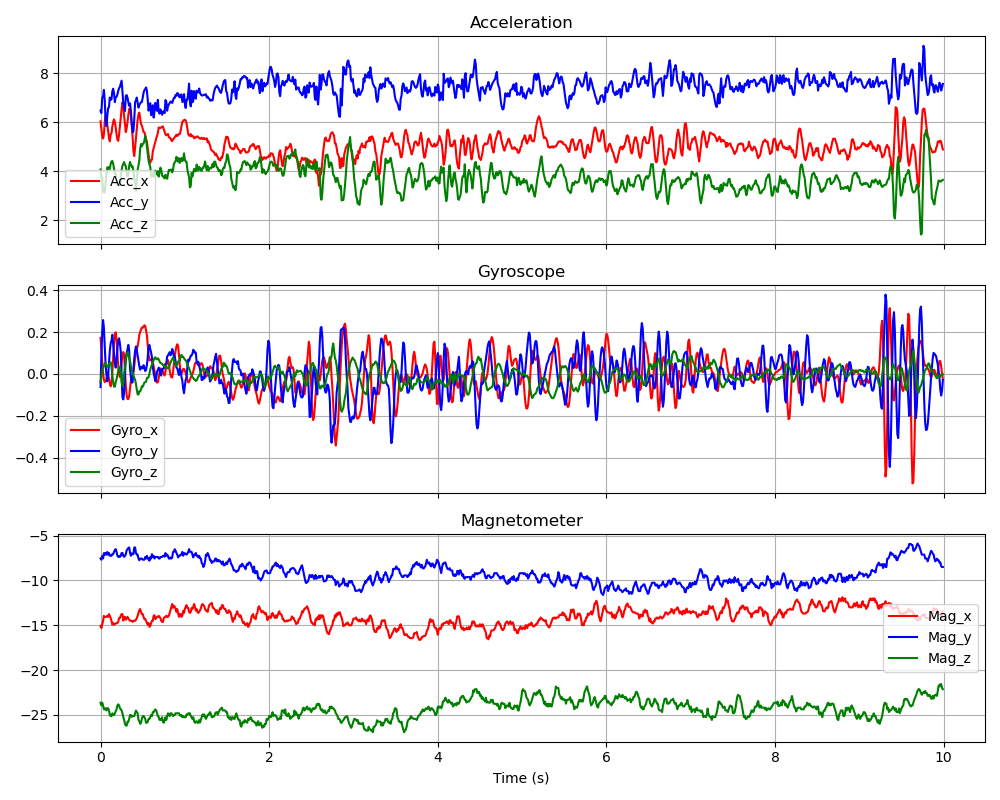 Acceleration
8
6
4
2
Acc_x
Acc_y
Acc_z
Gyroscope
0.4
0.2
0.0
−0.2
−0.4
Gyro_x
Gyro_y
Gyro_z
Magnetometer
−5
−10
−15
−20
−25
Mag_x
Mag_y
Mag_z
0 2 4 6 8 10
Time (s)